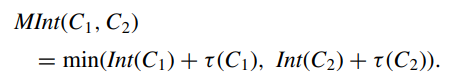 MInt(C₁, C₂)
= min(Int(C₁) + τ(C₁), Int(C₂) + τ(C₂)).